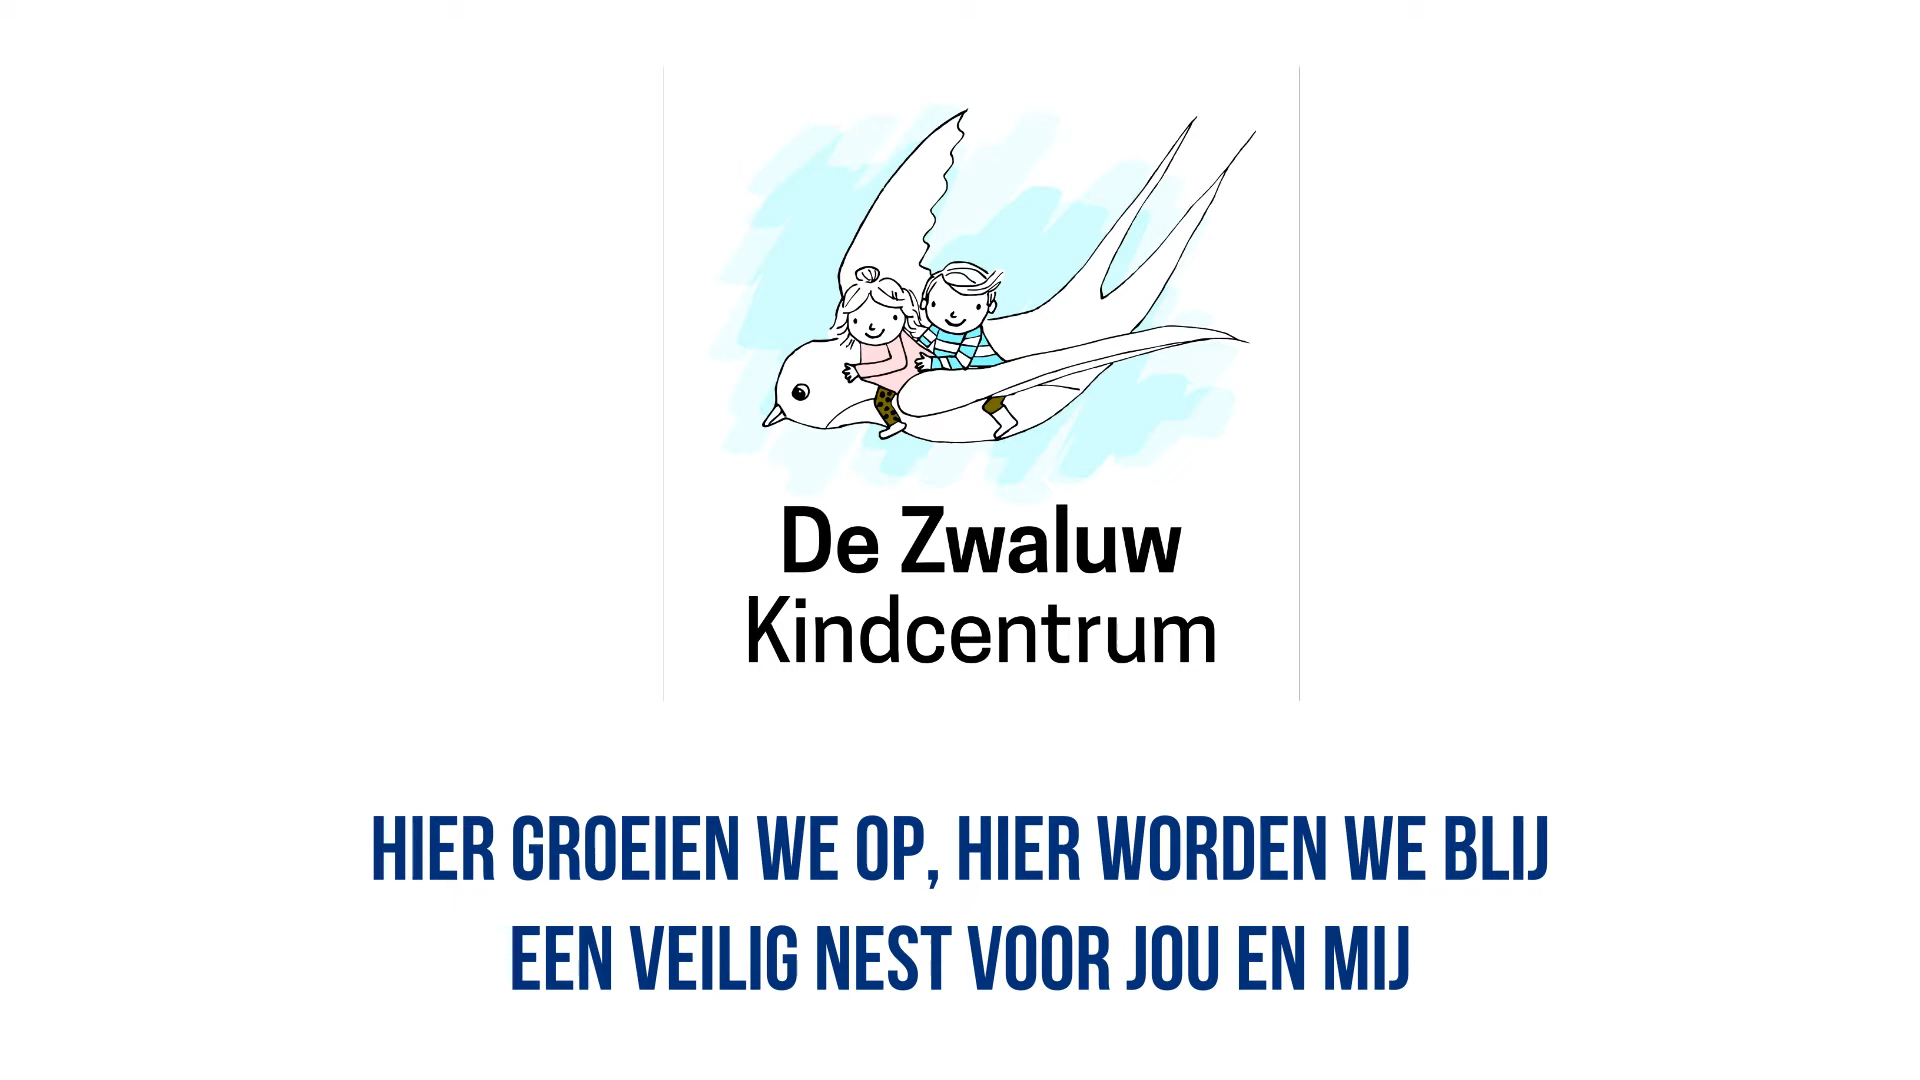 De Zwaluw
Kindcentrum
HIER GROEIEN WE OP, HIER WORDEN WE BLIJ
EEN VEILIG NEST VOOR JOU EN MIJ